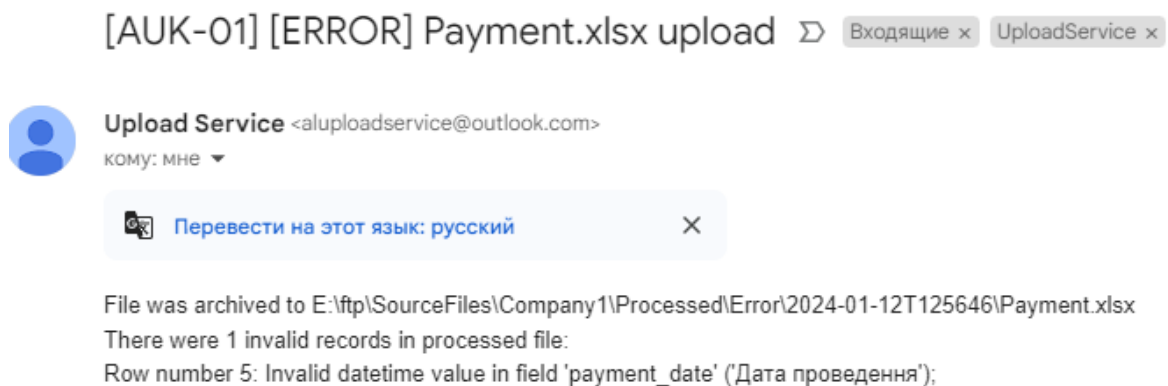 [AUK-01] [ERROR] Payment.xlsx upload Входящие × UploadService ×
Upload Service <aluploadservice@outlook.com>
кому: мне
Перевести на этот язык: русский
File was archived to E:\ftp\SourceFiles\Company1\Processed\Error\2024-01-12T125646\Payment.xlsx
There were 1 invalid records in processed file:
Row number 5: Invalid datetime value in field 'payment_date' ('Дата проведення');